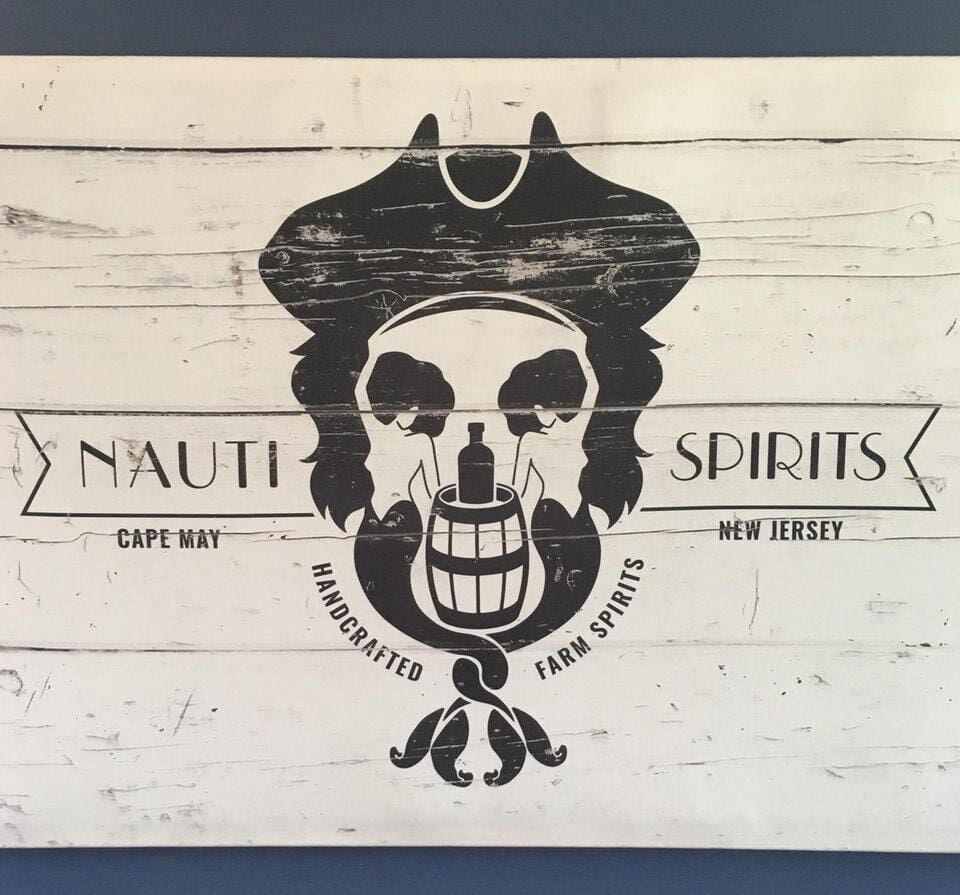 NAUTI SPIRITS
CAPE MAY
NEW JERSEY
HANDCRAFTED
FARM SPIRITS